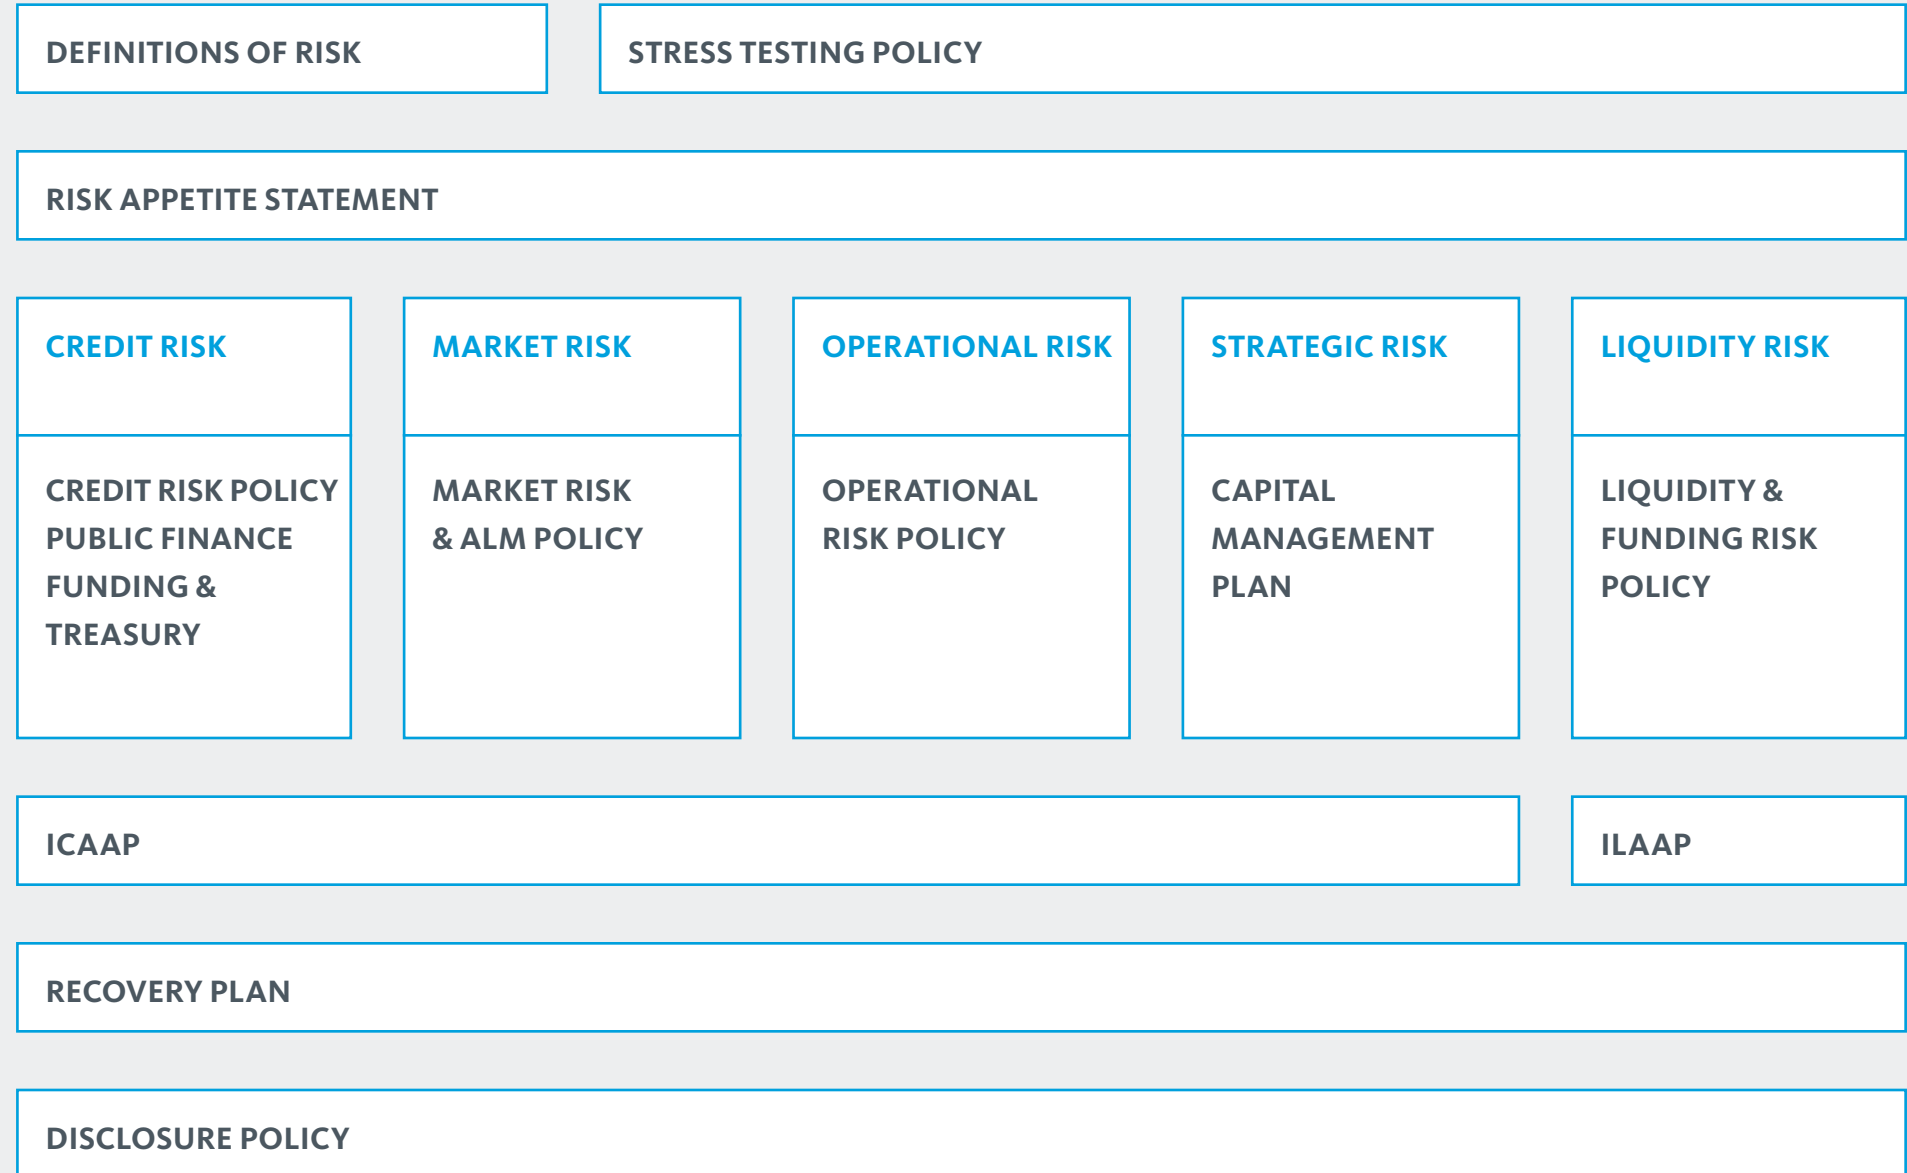 DEFINITIONS OF RISK
STRESS TESTING POLICY
RISK APPETITE STATEMENT
CREDIT RISK
CREDIT RISK POLICY
PUBLIC FINANCE
FUNDING &
TREASURY
MARKET RISK
MARKET RISK
& ALM POLICY
OPERATIONAL RISK
OPERATIONAL
RISK POLICY
STRATEGIC RISK
CAPITAL
MANAGEMENT
PLAN
LIQUIDITY RISK
LIQUIDITY &
FUNDING RISK
POLICY
ICAAP
ILAAP
RECOVERY PLAN
DISCLOSURE POLICY